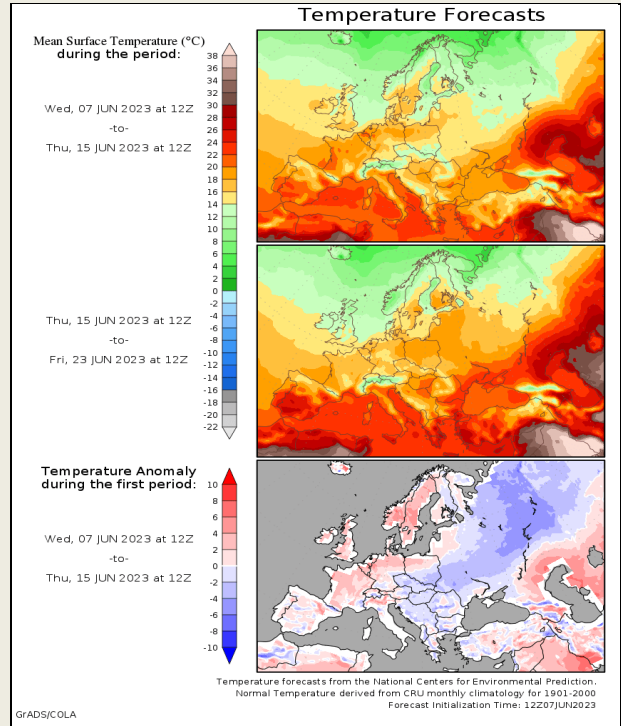 Temperature Forecasts
Mean Surface Temperature (°C)
during the period:
38
36
34
32
30
28
26
24
22
20
18
16
14
12
10
8
6
4
2
0
-2
-4
-6
-8
-10
-12
-14
-16
-18
-20
-22
Wed, 07 JUN 2023 at 12Z
-to-
Thu, 15 JUN 2023 at 12Z
Thu, 15 JUN 2023 at 12Z
-to-
Fri, 23 JUN 2023 at 12Z
Temperature Anomaly
during the first period:
10
8
6
4
2
0
-2
-4
-6
-8
-10
Wed, 07 JUN 2023 at 12Z
-to-
Thu, 15 JUN 2023 at 12Z
Temperature forecasts from the National Centers for Environmental Prediction.
Normal Temperature derived from CRU monthly climatology for 1901-2000
Forecast Initialization Time: 12Z07JUN2023
GrADS/COLA